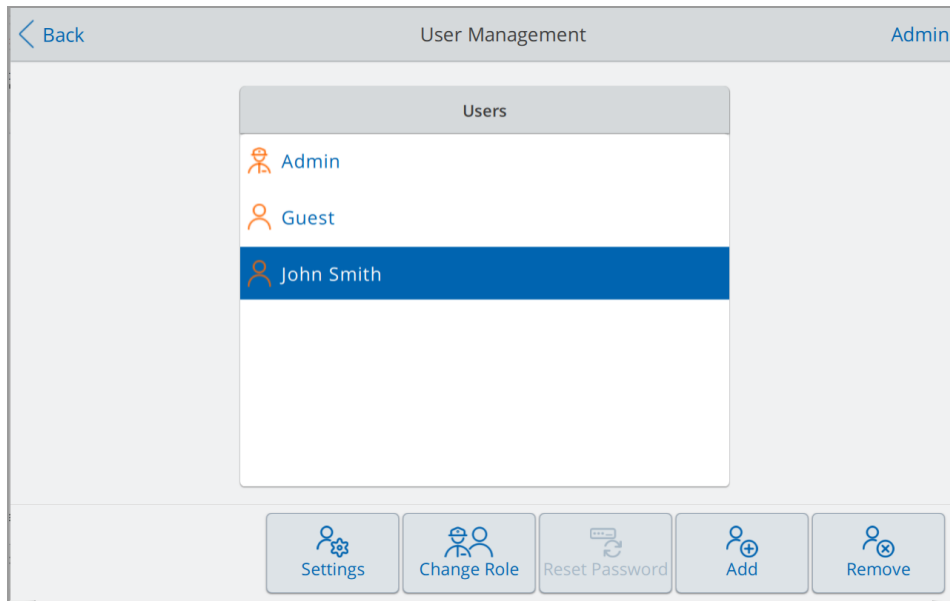 Back
User Management
Admin
Users
Admin
Guest
John Smith
Settings
Change Role
Reset Password
Add
Remove